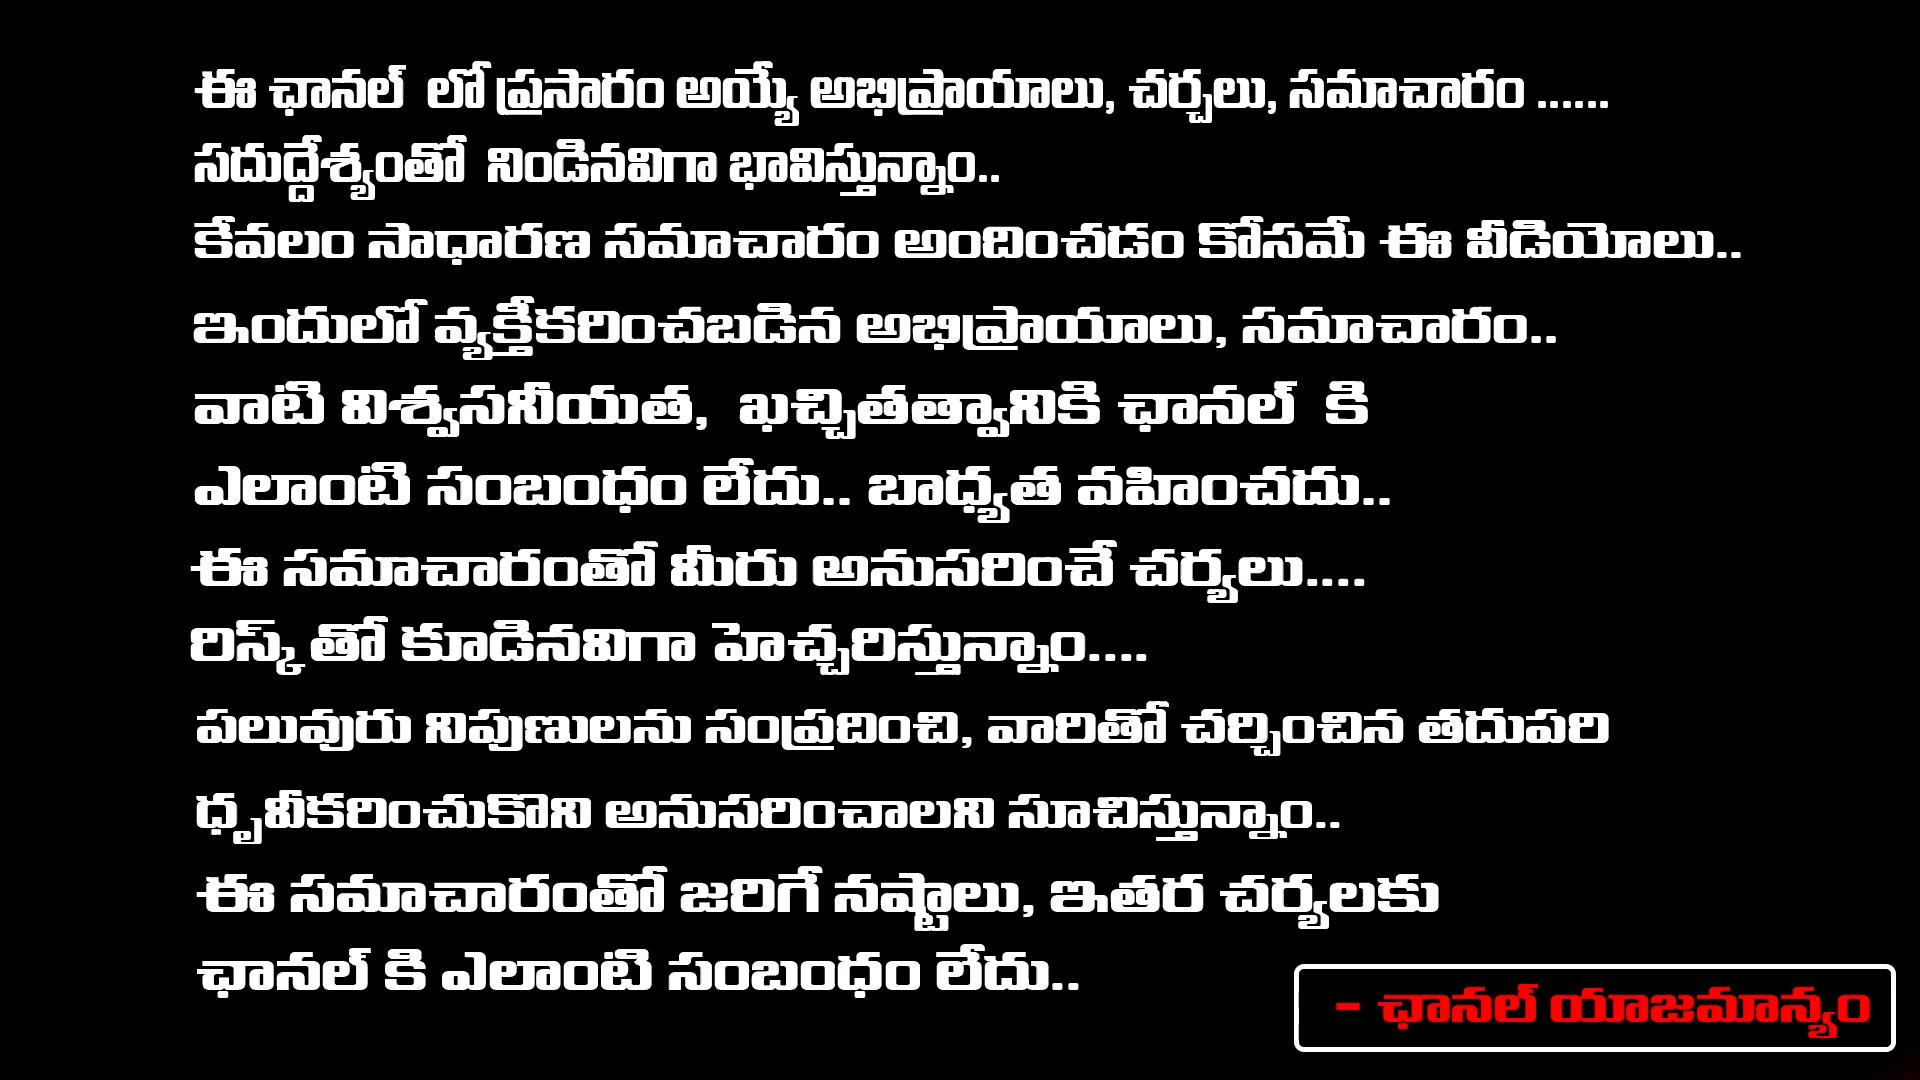 ఈ ఛానల్ లో ప్రసారం అయ్యే అభిప్రాయాలు, చర్చలు, సమాచారం ......
సదుద్దేశ్యంతో నిండినవిగా భావిస్తున్నాం..
కేవలం సాధారణ సమాచారం అందించడం కోసమే ఈ వీడియోలు..
ఇందులో వ్యక్తీకరించబడిన అభిప్రాయాలు, సమాచారం..
వాటి విశ్వసనీయత, ఖచ్చితత్వానికి ఛానల్ కి
ఎలాంటి సంబంధం లేదు.. బాధ్యత వహించదు..
ఈ సమాచారంతో మీరు అనుసరించే చర్యలు....
రిస్క్ తో కూడినవిగా హెచ్చరిస్తున్నాం....
పలువురు నిపుణులను సంప్రదించి, వారితో చర్చించిన తదుపరి
ధృవీకరించుకొని అనుసరించాలని సూచిస్తున్నాం..
ఈ సమాచారంతో జరిగే నష్టాలు, ఇతర చర్యలకు
ఛానల్ కి ఎలాంటి సంబంధం లేదు..
- ఛానల్ యాజమాన్యం